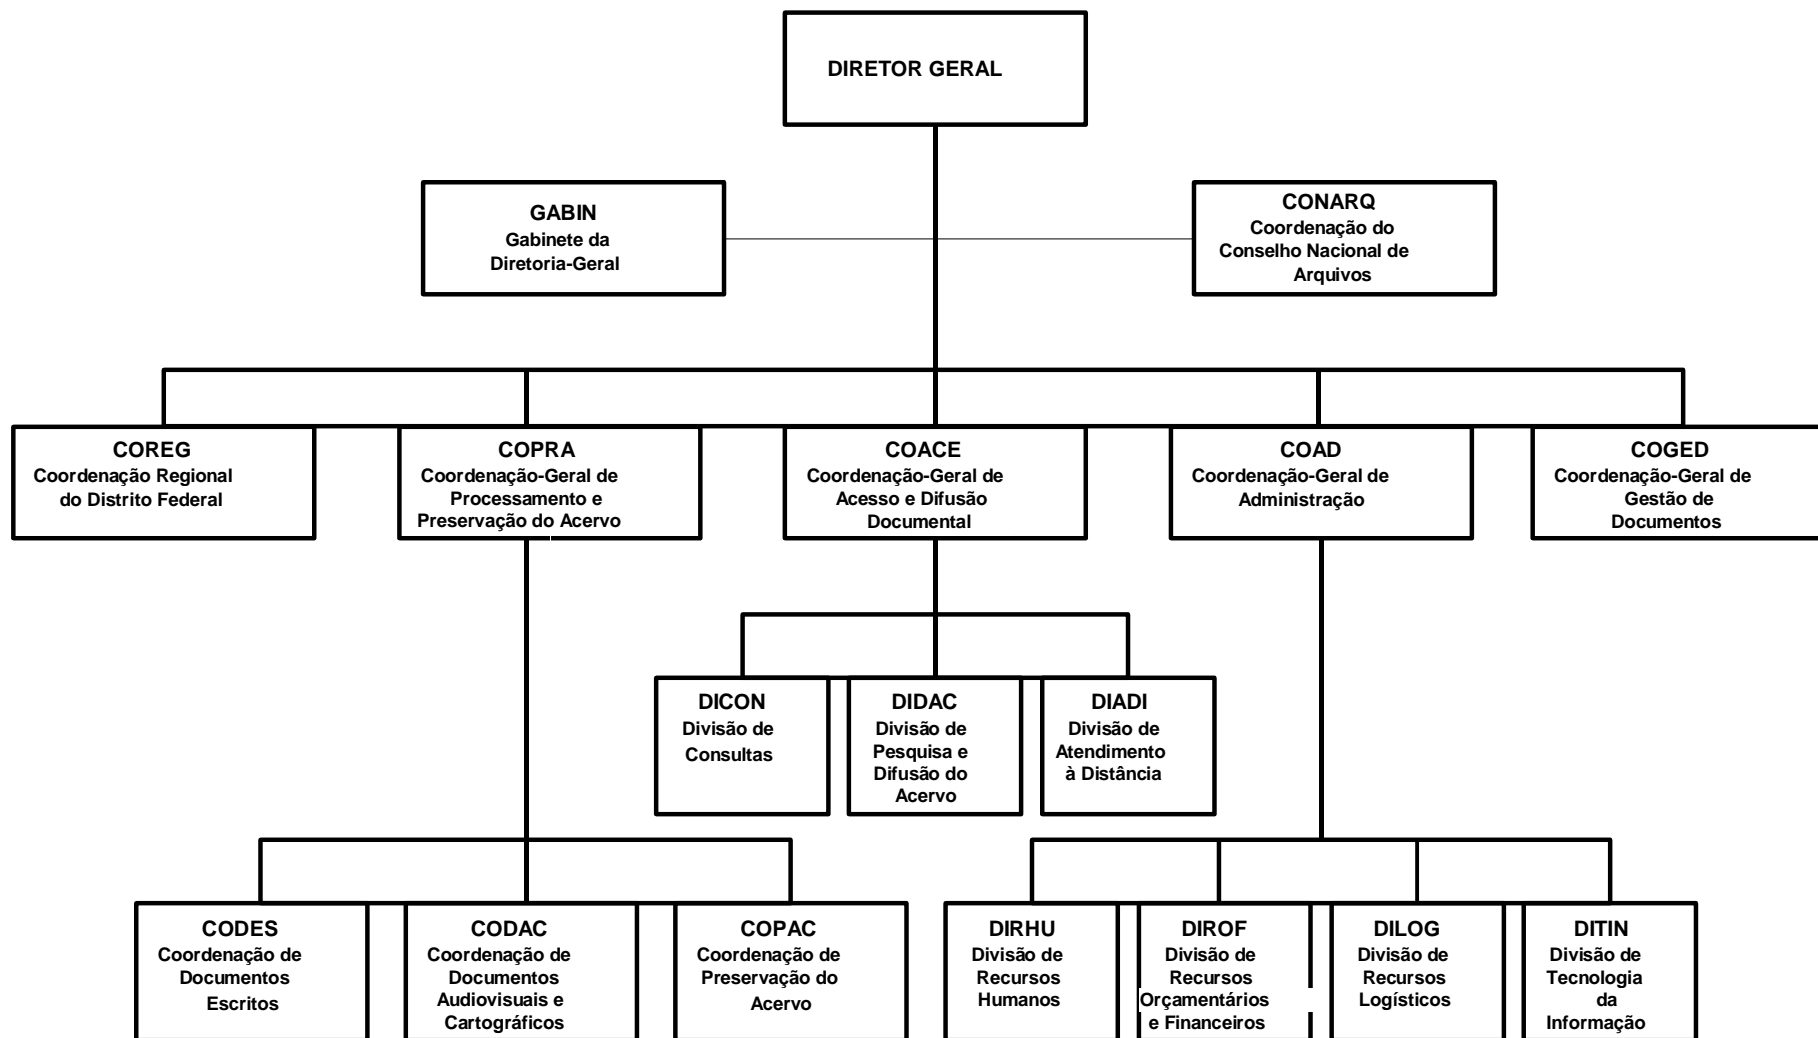 DIRETOR GERAL
GABIN
Gabinete da
Diretoria-Geral
CONARQ
Coordenação do
Conselho Nacional de
Arquivos
COREG
Coordenação Regional
do Distrito Federal
COPRA
Coordenação-Geral de
Processamento e
Preservação do Acervo
COACE
Coordenação-Geral de
Acesso e Difusão
Documental
COAD
Coordenação-Geral de
Administração
COGED
Coordenação-Geral de
Gestão de
Documentos
DICON
Divisão de
Consultas
DIDAC
Divisão de
Pesquisa e
Difusão do
Acervo
DIADI
Divisão de
Atendimento
à Distância
CODES
Coordenação de
Documentos
Escritos
CODAC
Coordenação de
Documentos
Audiovisuais e
Cartográficos
COPAC
Coordenação de
Preservação do
Acervo
DIRHU
Divisão de
Recursos
Humanos
DIROF
Divisão de
Recursos
Orçamentários
e Financeiros
DILOG
Divisão de
Recursos
Logísticos
DITIN
Divisão de
Tecnologia
da
Informação